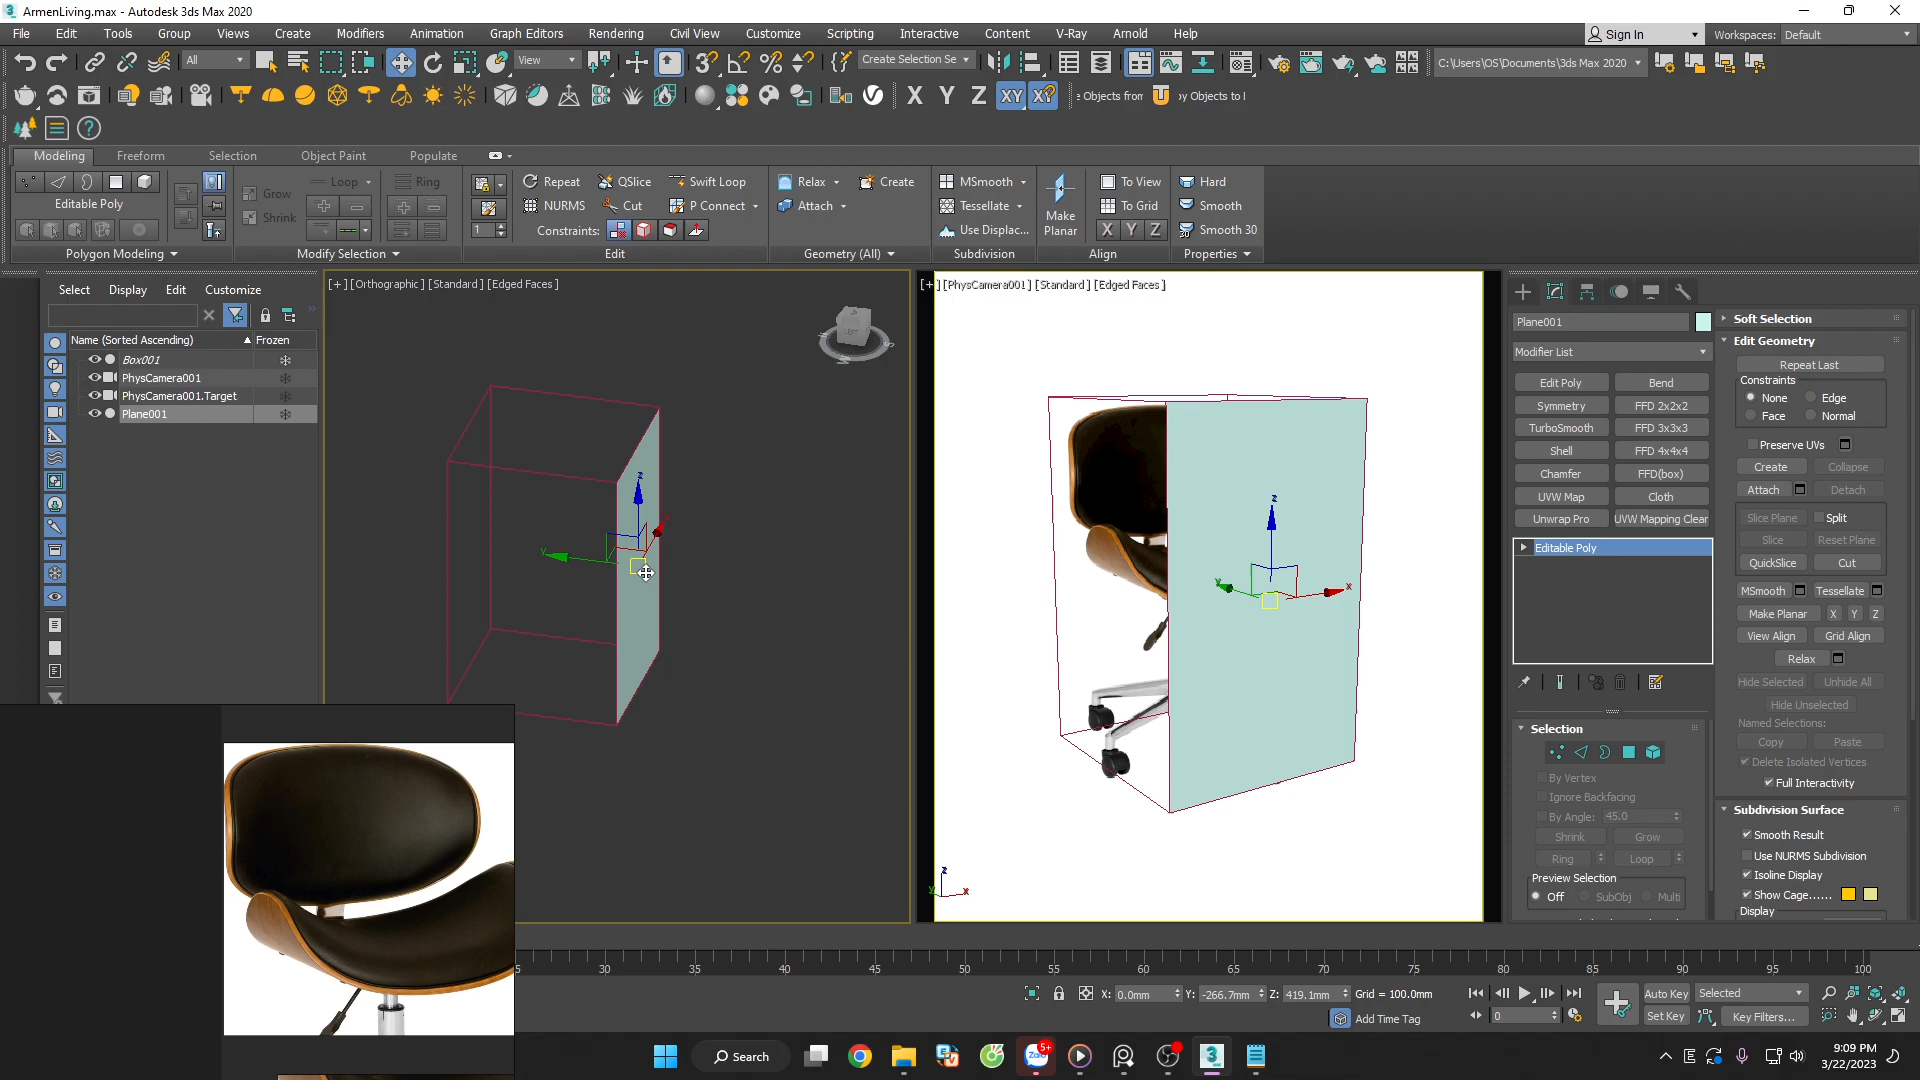 ArmenLiving.max - Autodesk 3ds Max 2020
File Edit Tools Group Views Create Modifiers Animation Graph Editors Rendering Civil View Customize Scripting Interactive Content V-Ray Arnold Help
Sign In Workspaces: Default
All View Create Selection Se C:\Users\OS\Documents\3ds Max 2020
X Y Z XY XY Objects from by Objects to
Modeling Freeform Selection Object Paint Populate
Grow Loop Ring Repeat QSlice Swift Loop Relax Create MSmooth To View Hard
Editable Poly Shrink NURMS Cut P Connect Attach Tessellate Make Planar To Grid Smooth
1 Constraints: Use Displac... X Y Z Smooth 30
Polygon Modeling Modify Selection Edit Geometry (All) Subdivision Align Properties
Select Display Edit Customize
[+] [Orthographic] [Standard] [Edged Faces]
[+] [PhysCamera001] [Standard] [Edged Faces]
Name (Sorted Ascending) Frozen
Box001
PhysCamera001
PhysCamera001.Target
Plane001
LEFT
z
y
x
z
y
x
z
y
x
Plane001
Modifier List
Edit Poly Bend
Symmetry FFD 2x2x2
TurboSmooth FFD 3x3x3
Shell FFD 4x4x4
Chamfer FFD(box)
UVW Map Cloth
Unwrap Pro UVW Mapping Clear
Editable Poly
Selection
By Vertex
Ignore Backfacing
By Angle: 45.0
Shrink Grow
Ring Loop
Preview Selection
Off SubObj Multi
Soft Selection
Edit Geometry
Repeat Last
Constraints
None Edge
Face Normal
Preserve UVs
Create Collapse
Attach Detach
Slice Plane Split
Slice Reset Plane
QuickSlice Cut
MSmooth Tessellate
Make Planar X Y Z
View Align Grid Align
Relax
Hide Selected Unhide All
Hide Unselected
Named Selections:
Copy Paste
Delete Isolated Vertices
Full Interactivity
Subdivision Surface
Smooth Result
Use NURMS Subdivision
Isoline Display
Show Cage......
Display
30 35 40 45 50 55 60 65 70 75 80 85 90 95 100
X: 0.0mm Y: -266.7mm Z: 419.1mm Grid = 100.0mm
Add Time Tag
0
Auto Key Selected
Set Key Key Filters...
Search
5+
9:09 PM
3/22/2023